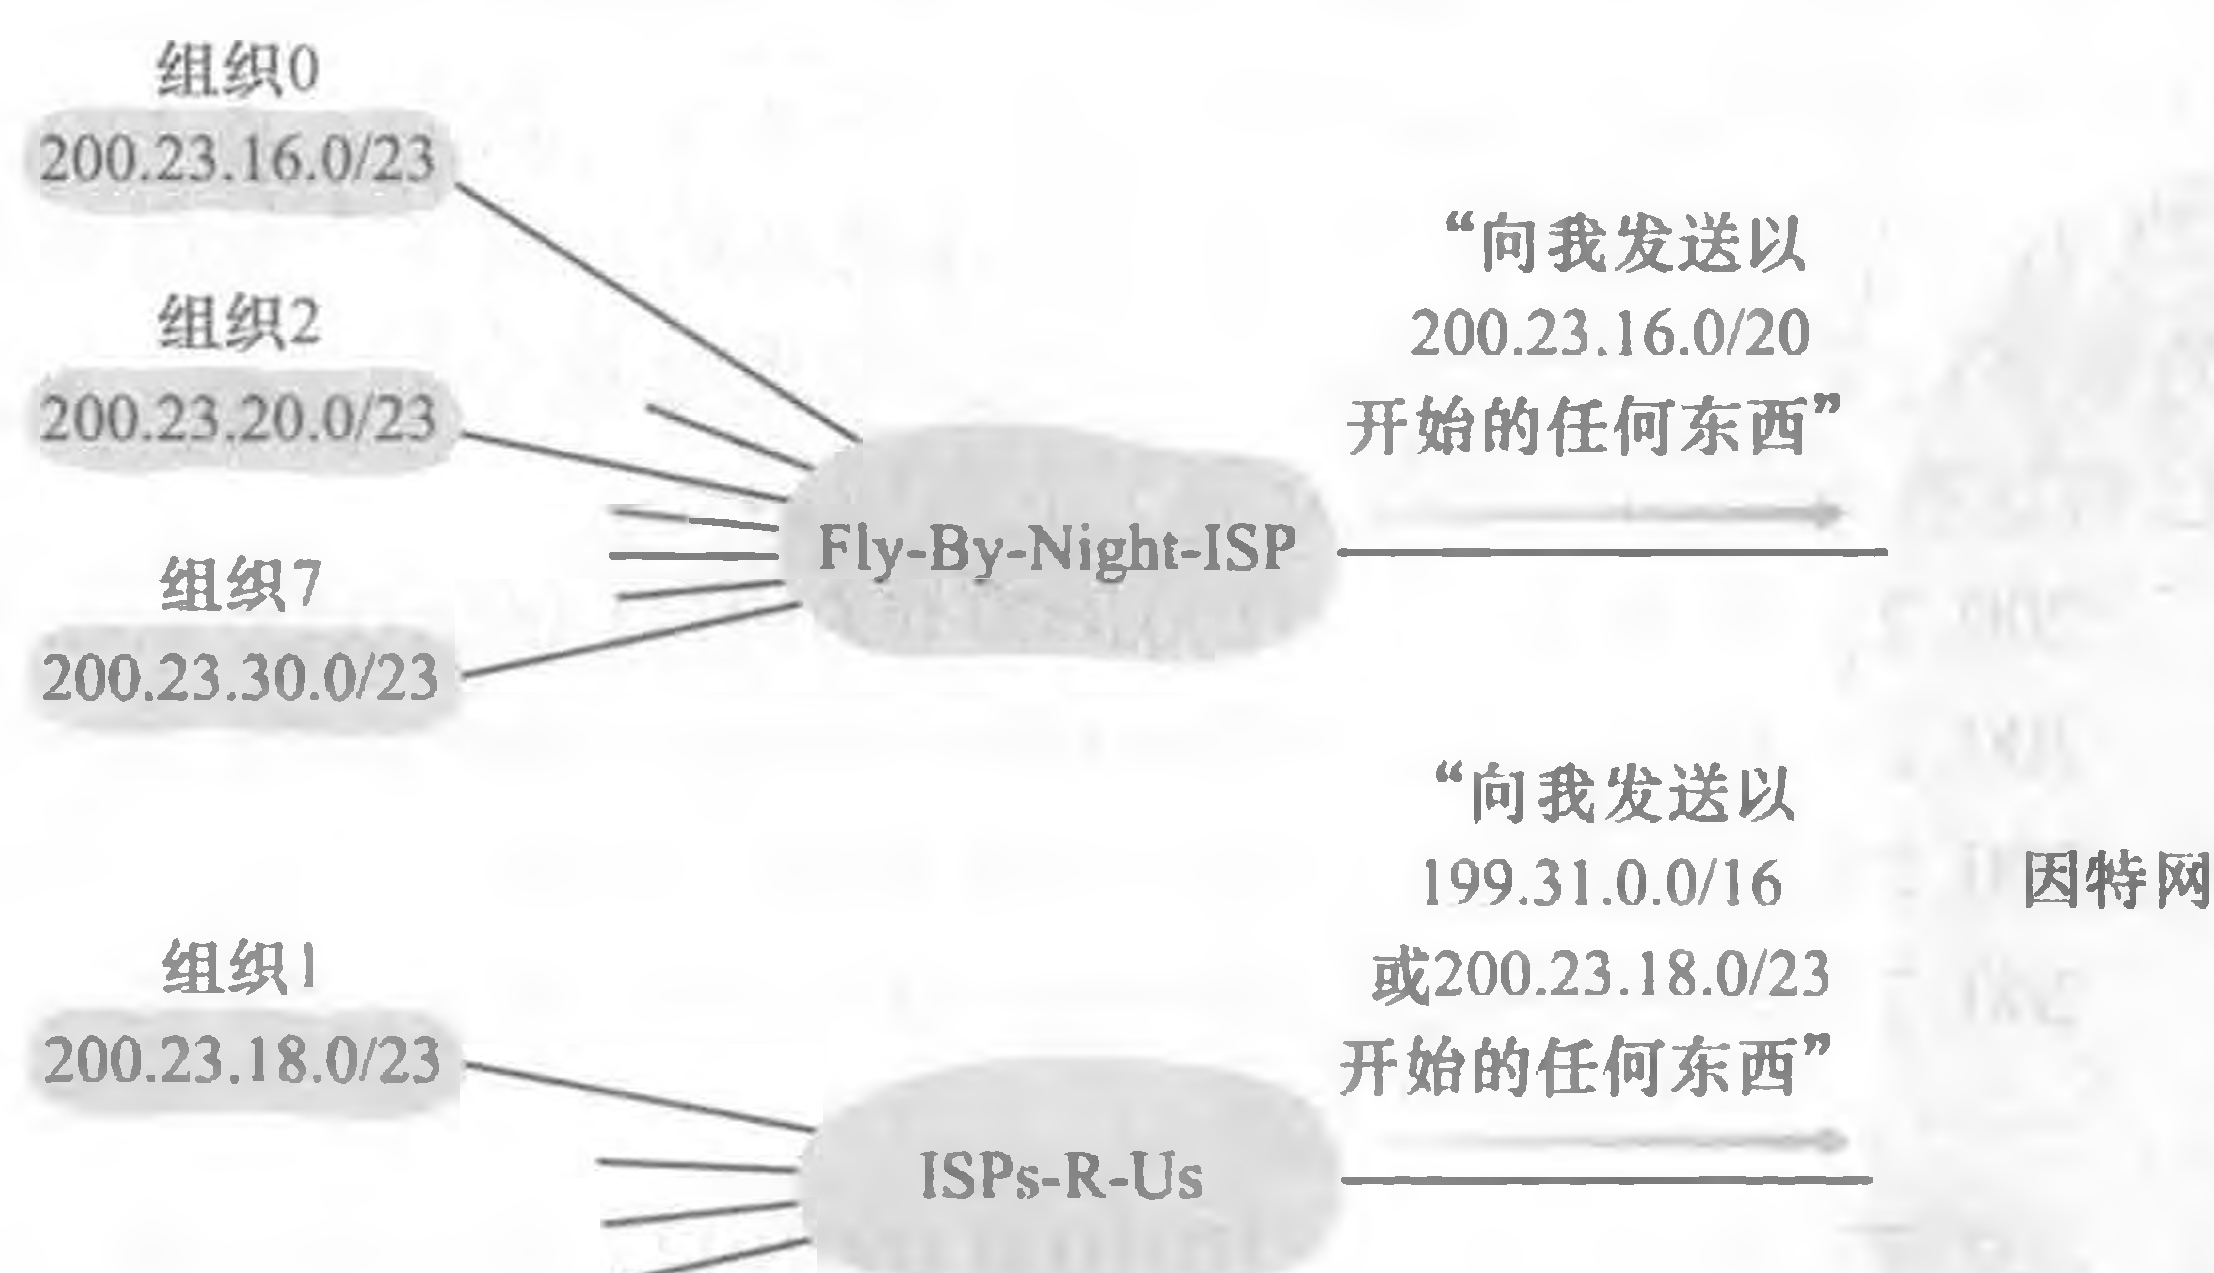 组织0
200.23.16.0/23
组织2
200.23.20.0/23
组织7
200.23.30.0/23
Fly-By-Night-ISP
“向我发送以
200.23.16.0/20
开始的任何东西”
组织1
200.23.18.0/23
ISPs-R-Us
“向我发送以
199.31.0.0/16
或200.23.18.0/23
开始的任何东西”
因特网